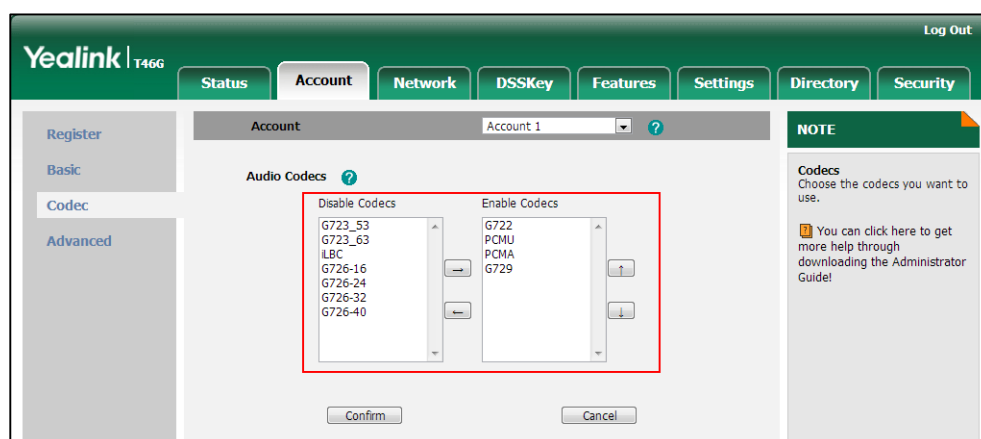 Log Out
Yealink | T46G
Status Account Network DSSKey Features Settings Directory Security
Register
Basic
Codec
Advanced
Account Account 1 ?
Audio Codecs ?
Disable Codecs
G723_53
G723_63
iLBC
G726-16
G726-24
G726-32
G726-40
→
←
Enable Codecs
G722
PCMU
PCMA
G729
↑
↓
Confirm Cancel
NOTE
Codecs
Choose the codecs you want to
use.
? You can click here to get
more help through
downloading the Administrator
Guide!